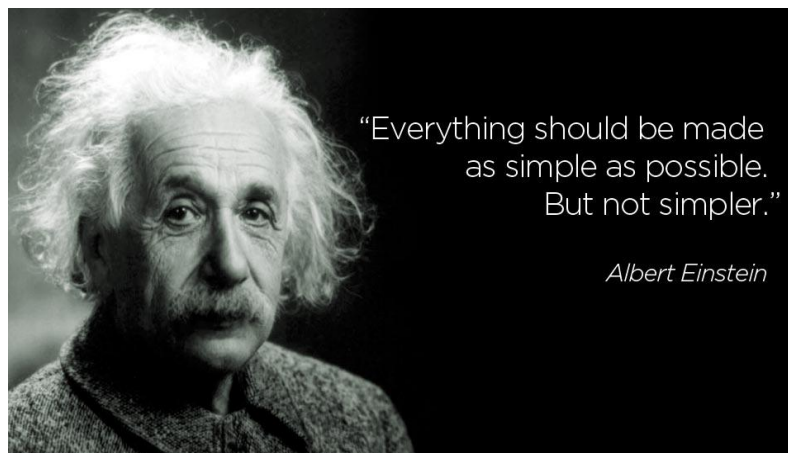 “Everything should be made
as simple as possible.
But not simpler.”
Albert Einstein